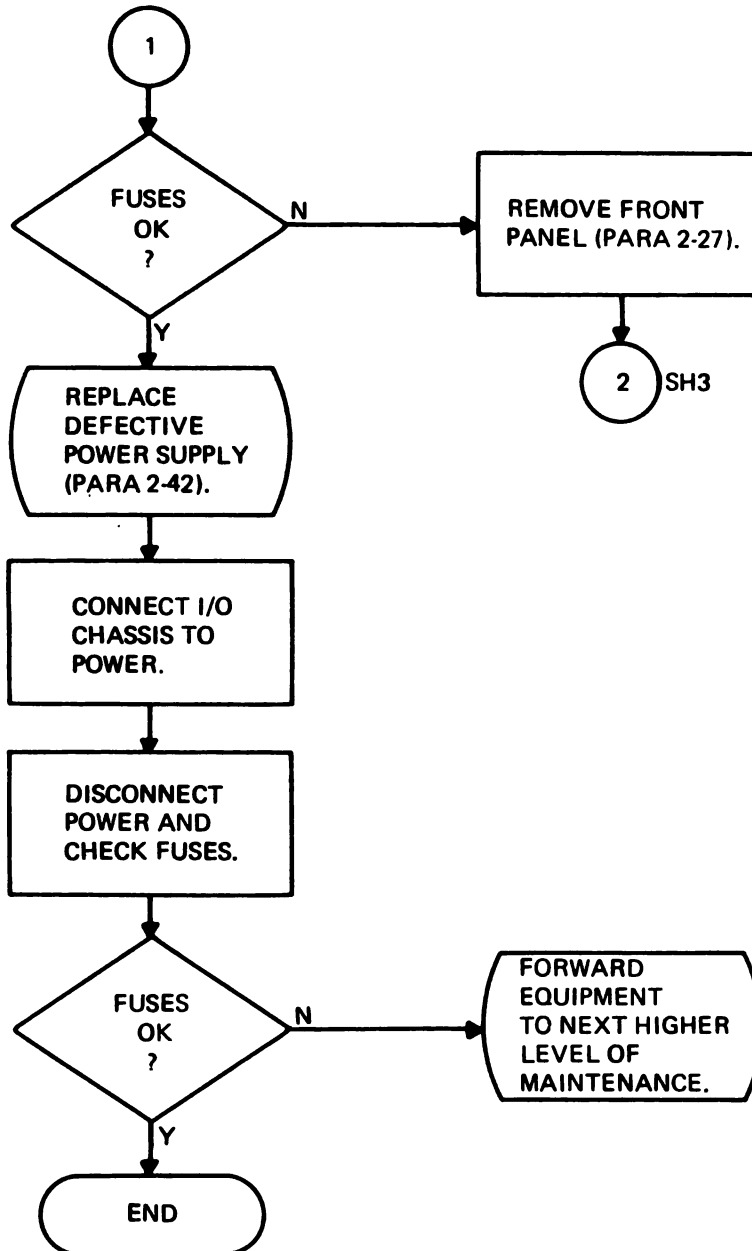 1
FUSES
OK
?
N
REMOVE FRONT
PANEL (PARA 2-27).
2 SH3
Y
REPLACE
DEFECTIVE
POWER SUPPLY
(PARA 2-42).
CONNECT I/O
CHASSIS TO
POWER.
DISCONNECT
POWER AND
CHECK FUSES.
FUSES
OK
?
N
FORWARD
EQUIPMENT
TO NEXT HIGHER
LEVEL OF
MAINTENANCE.
Y
END